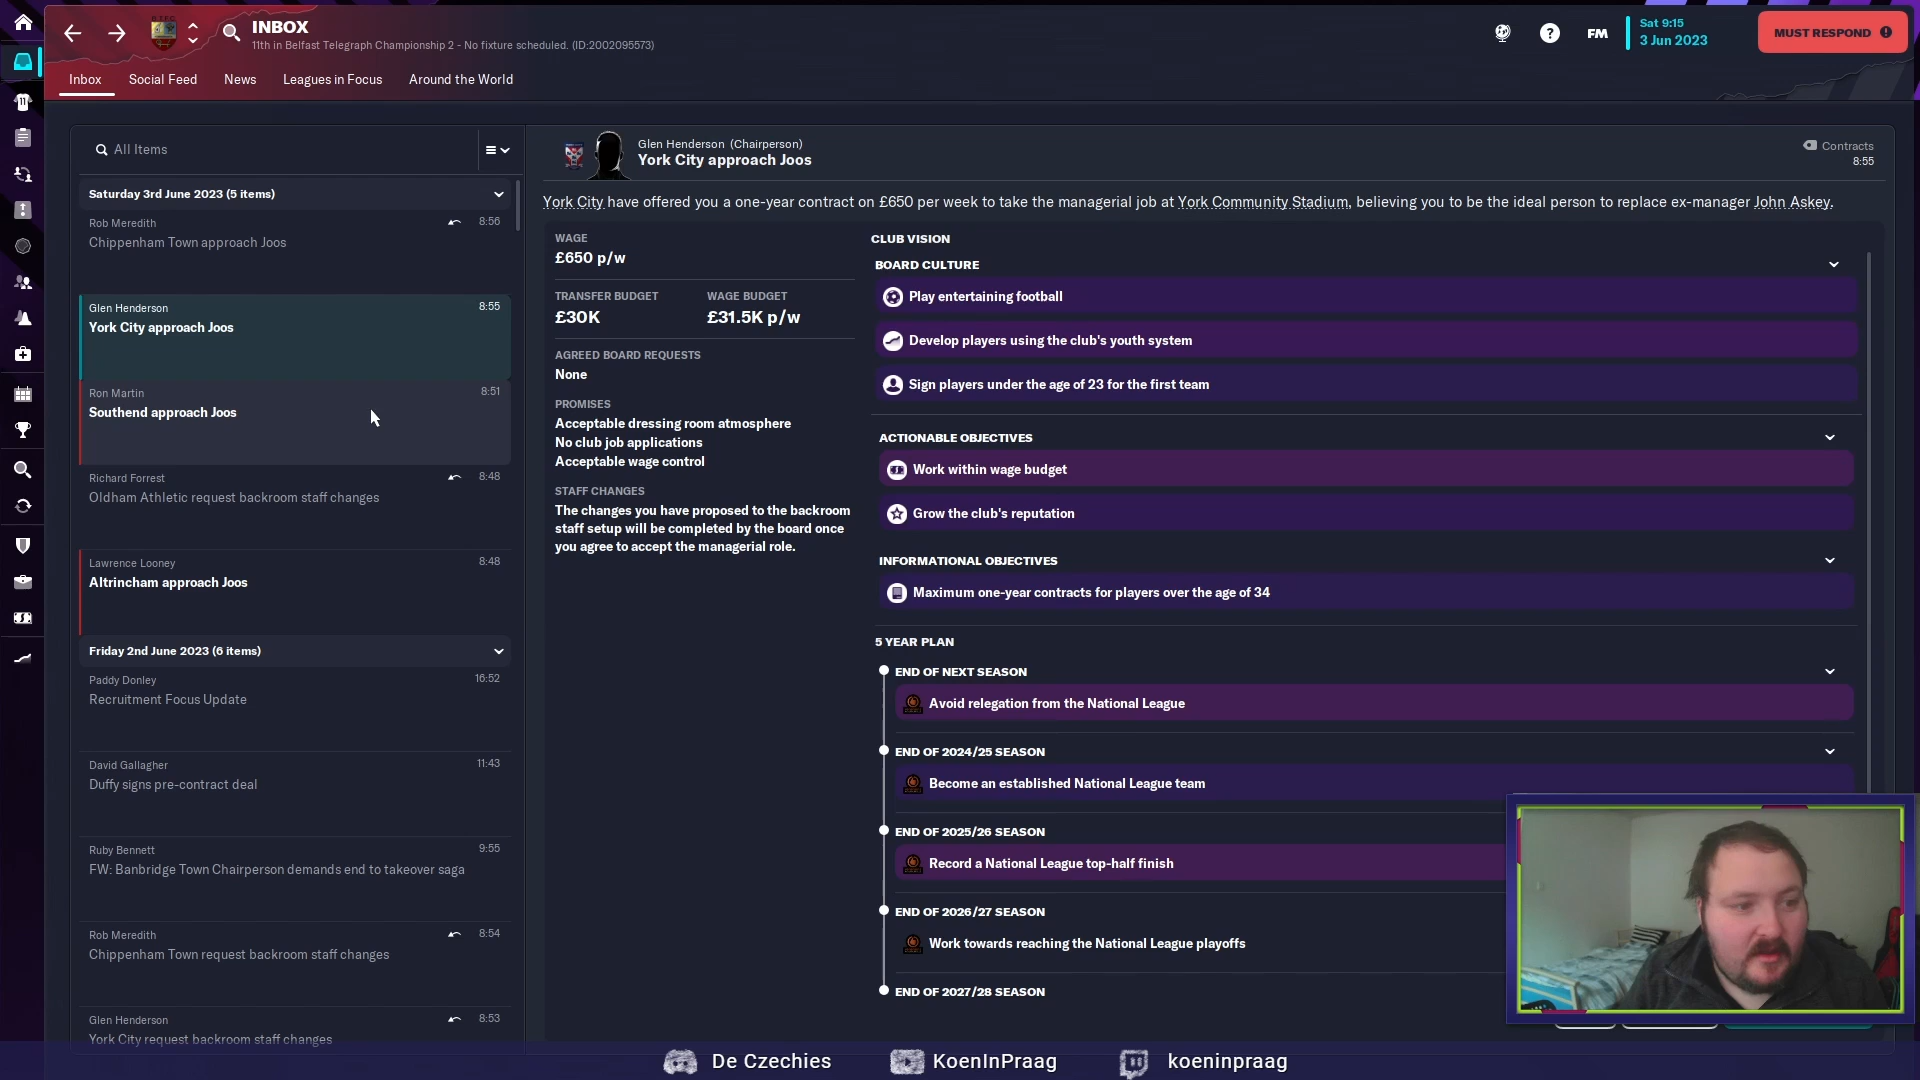 INBOX
11th in Belfast Telegraph Championship 2 - No fixture scheduled. (ID:2002095573)
FM
Sat 9:15
3 Jun 2023
MUST RESPOND
Inbox
Social Feed
News
Leagues in Focus
Around the World
All Items
Saturday 3rd June 2023 (5 items)
Rob Meredith 8:56
Chippenham Town approach Joos
Glen Henderson 8:55
York City approach Joos
Ron Martin 8:51
Southend approach Joos
Richard Forrest 8:48
Oldham Athletic request backroom staff changes
Lawrence Looney 8:48
Altrincham approach Joos
Friday 2nd June 2023 (6 items)
Paddy Donley 16:52
Recruitment Focus Update
David Gallagher 11:43
Duffy signs pre-contract deal
Ruby Bennett 9:55
FW: Banbridge Town Chairperson demands end to takeover saga
Rob Meredith 8:54
Chippenham Town request backroom staff changes
Glen Henderson 8:53
York City request backroom staff changes
Glen Henderson (Chairperson)
York City approach Joos
Contracts
8:55
York City have offered you a one-year contract on £650 per week to take the managerial job at York Community Stadium, believing you to be the ideal person to replace ex-manager John Askey.
WAGE
£650 p/w
TRANSFER BUDGET WAGE BUDGET
£30K £31.5K p/w
AGREED BOARD REQUESTS
None
PROMISES
Acceptable dressing room atmosphere
No club job applications
Acceptable wage control
STAFF CHANGES
The changes you have proposed to the backroom
staff setup will be completed by the board once
you agree to accept the managerial role.
CLUB VISION
BOARD CULTURE
Play entertaining football
Develop players using the club's youth system
Sign players under the age of 23 for the first team
ACTIONABLE OBJECTIVES
Work within wage budget
Grow the club's reputation
INFORMATIONAL OBJECTIVES
Maximum one-year contracts for players over the age of 34
5 YEAR PLAN
END OF NEXT SEASON
Avoid relegation from the National League
END OF 2024/25 SEASON
Become an established National League team
END OF 2025/26 SEASON
Record a National League top-half finish
END OF 2026/27 SEASON
Work towards reaching the National League playoffs
END OF 2027/28 SEASON
De Czechies
KoenInPraag
koeninpraag